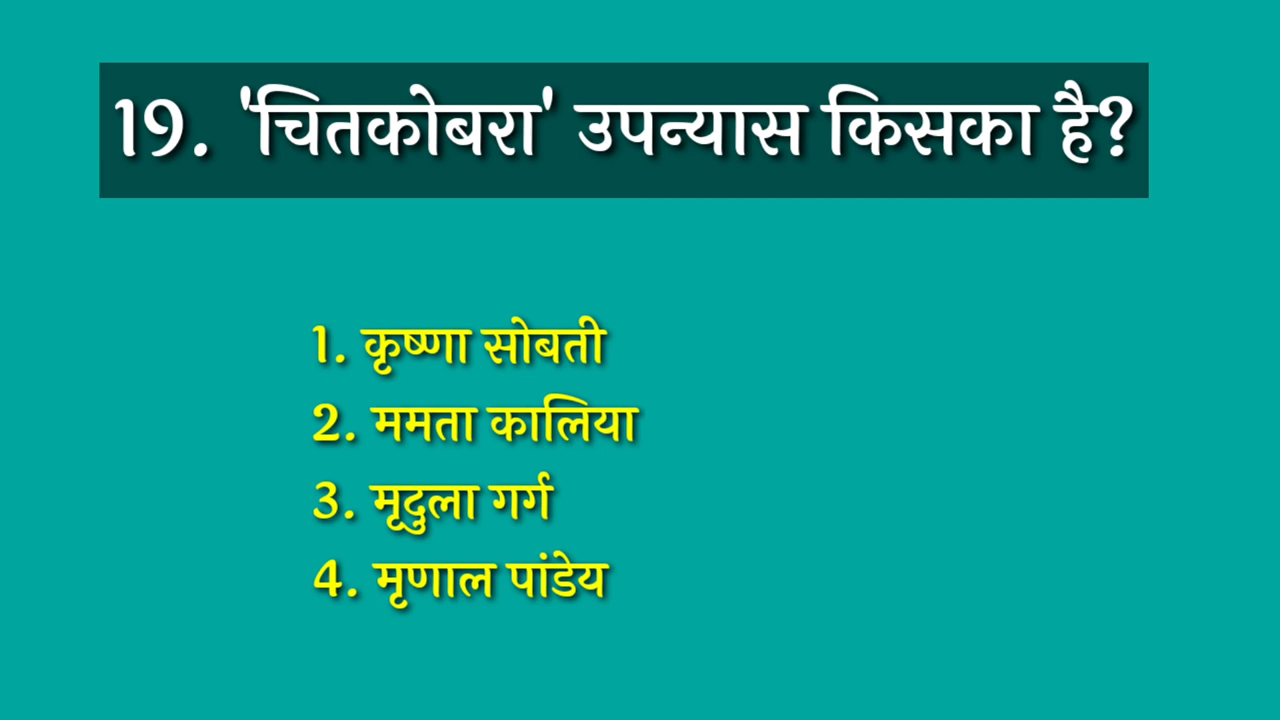 19. 'चितकोबरा' उपन्यास किसका है?
1. कृष्णा सोबती
2. ममता कालिया
3. मृदुला गर्ग
4. मृणाल पांडेय